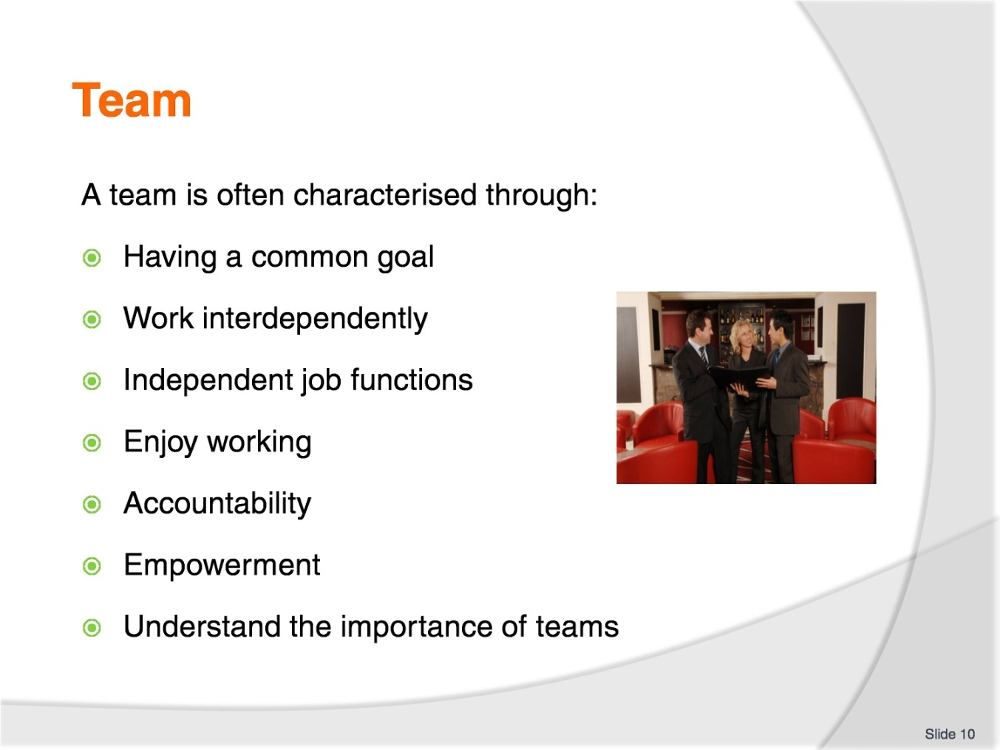 Team
A team is often characterised through:
Having a common goal
Work interdependently
Independent job functions
Enjoy working
Accountability
Empowerment
Understand the importance of teams
Slide 10